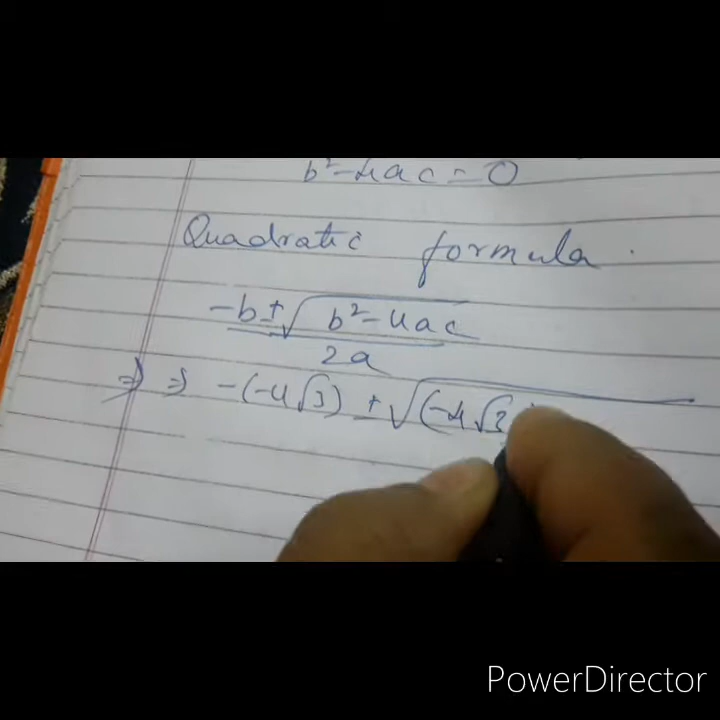 b²-4ac=0
Quadratic formula.
-b±√b²-4ac
2a
⇒ ⇒ -(-4√3) ± √(-4√3)
PowerDirector